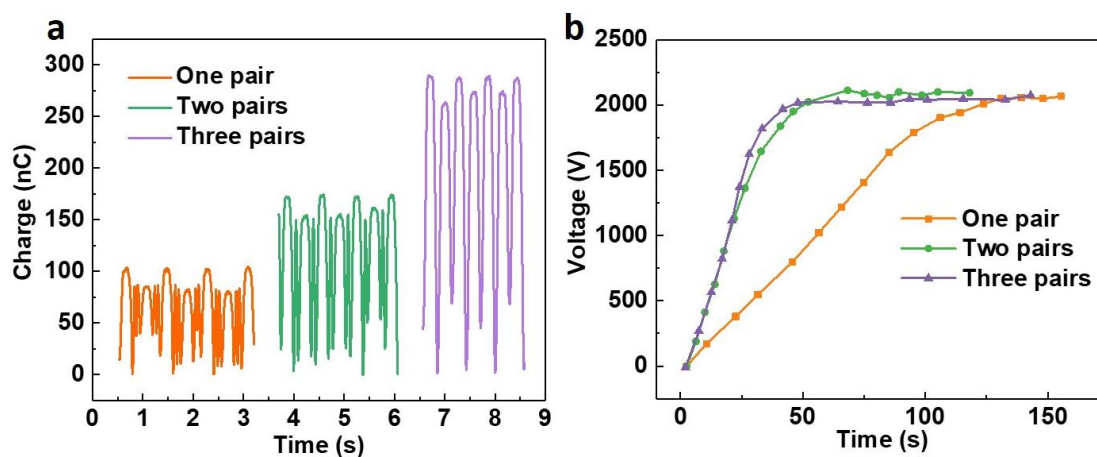 a
300
250
200
150
100
50
0
Charge (nC)
One pair
Two pairs
Three pairs
0 1 2 3 4 5 6 7 8 9
Time (s)
b
2500
2000
1500
1000
500
0
Voltage (V)
One pair
Two pairs
Three pairs
0 50 100 150
Time (s)